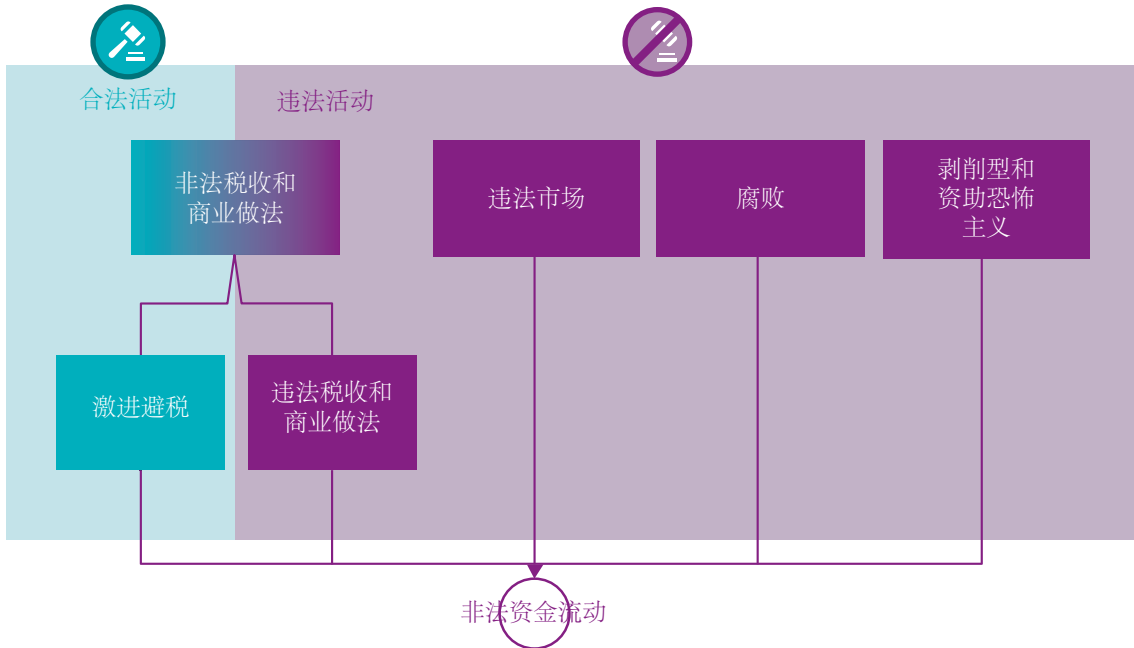 合法活动
违法活动
非法税收和
商业做法
违法市场
腐败
剥削型和
资助恐怖
主义
激进避税
违法税收和
商业做法
非法资金流动